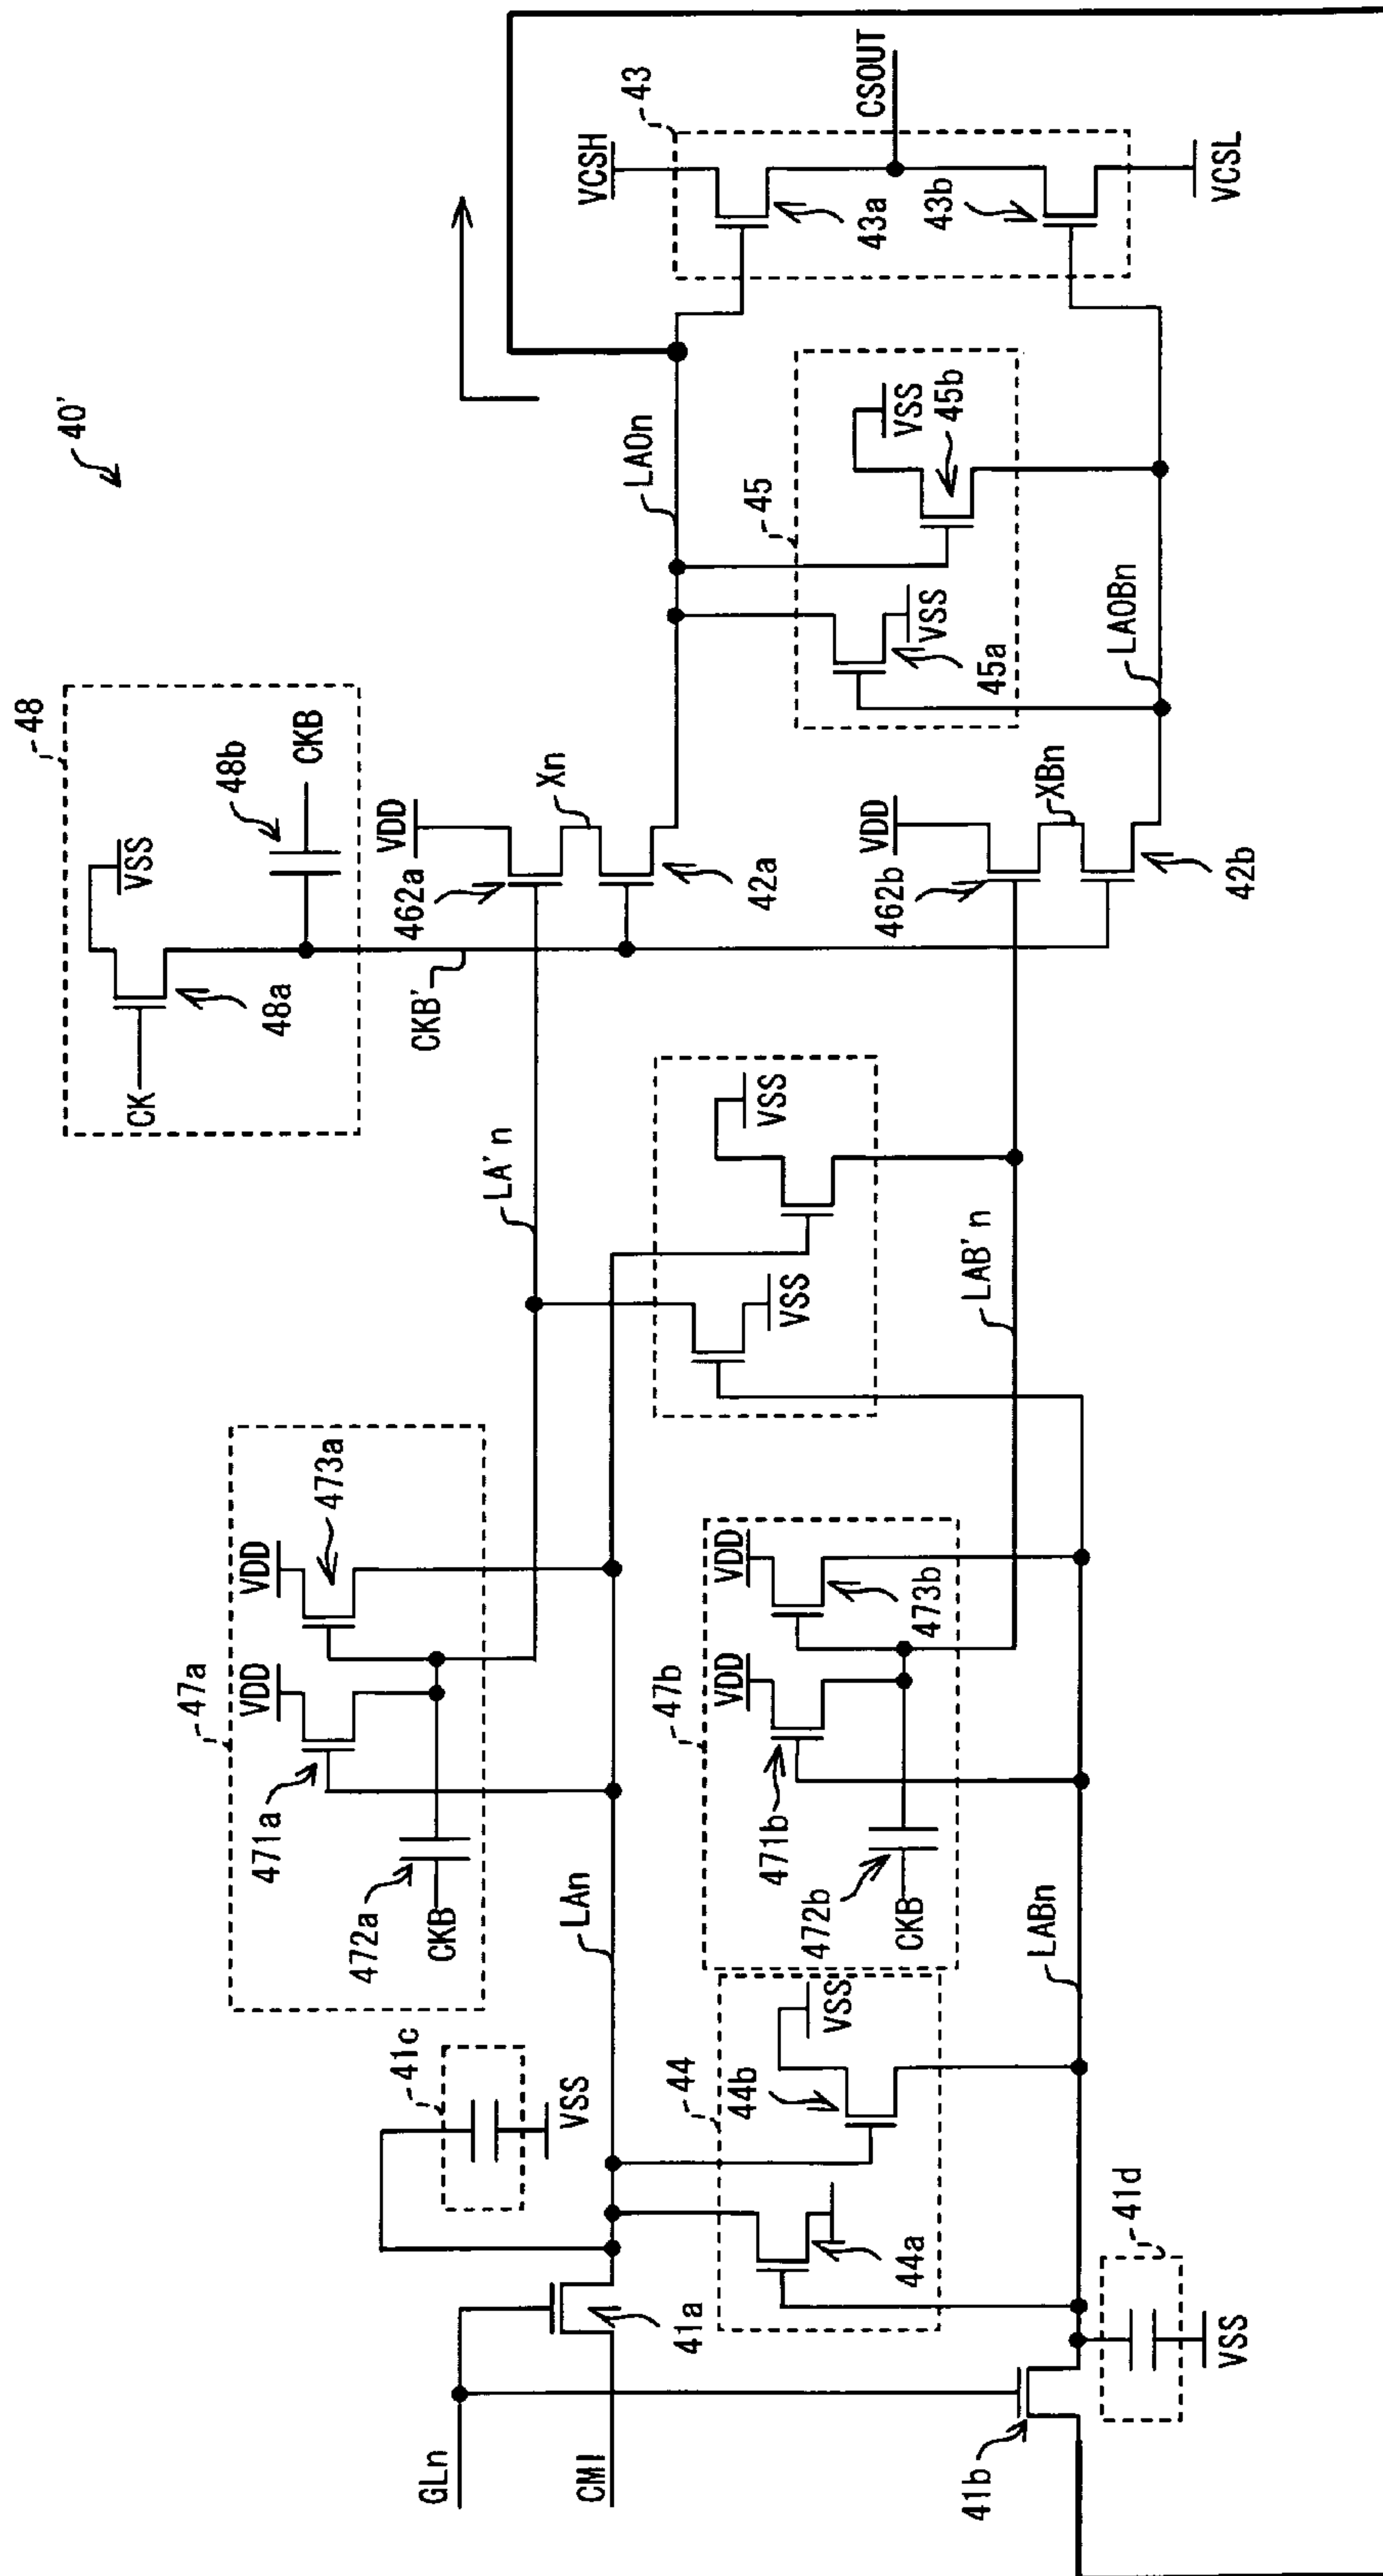 40'
48
CK
48a
VSS
48b
CKB
CKB'
43
VCSH
43a
CSOUT
43b
VCSL
47a
VDD
VDD
473a
471a
472a
CKB
LA'n
462a
VDD
Xn
42a
LAOn
41c
VSS
LAn
GLn
CMI
41a
44
44a
44b
VSS
47b
VDD
VDD
471b
473b
472b
CKB
VSS
VSS
LAB'n
462b
VDD
XBn
42b
45
45a
VSS
45b
VSS
LAOBn
LABn
41b
41d
VSS